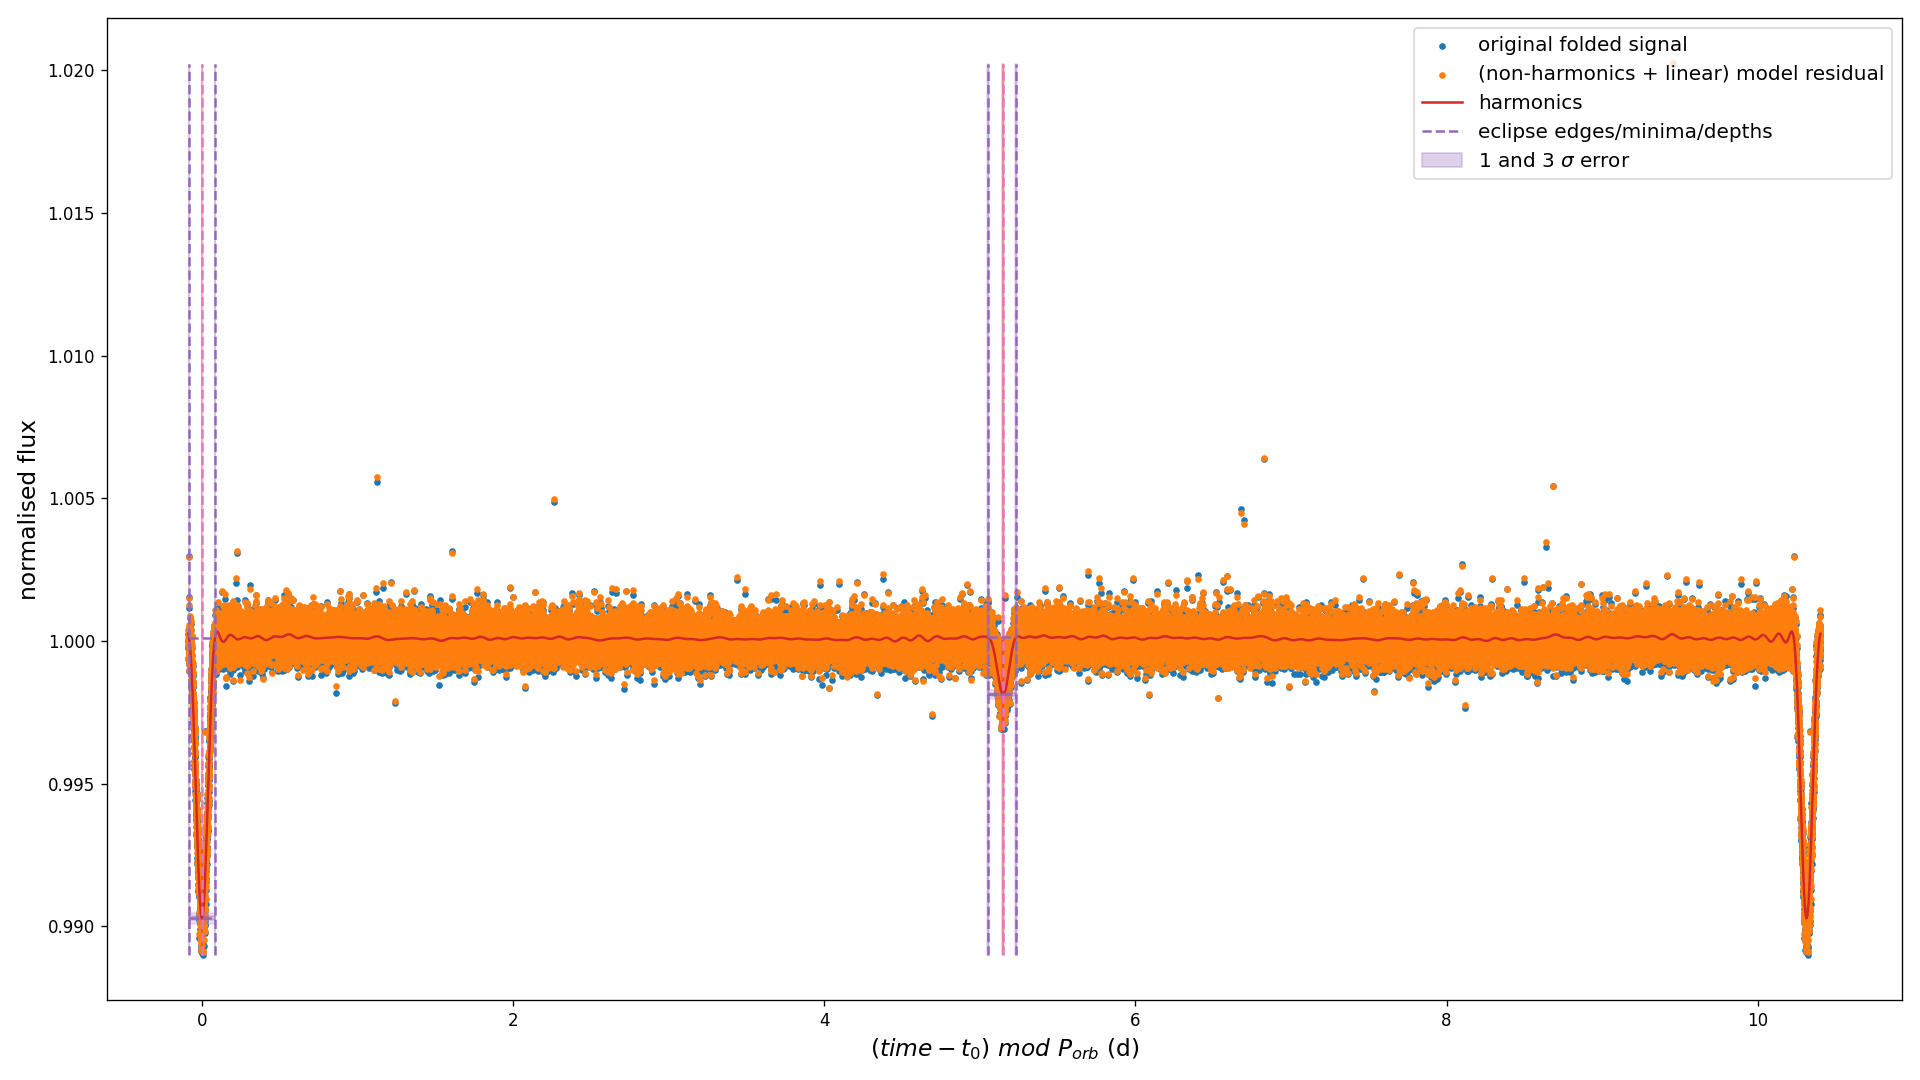 original folded signal
(non-harmonics + linear) model residual
harmonics
eclipse edges/minima/depths
1 and 3 σ error
normalised flux
1.020
1.015
1.010
1.005
1.000
0.995
0.990
0 2 4 6 8 10
(time − t₀) mod P_orb (d)